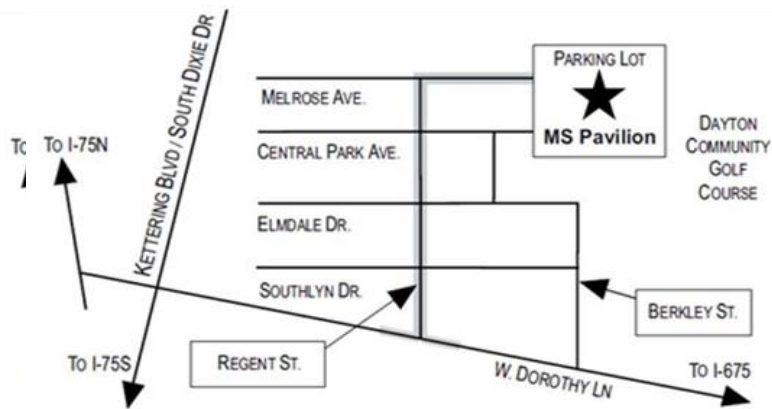 PARKING LOT
MS Pavilion
DAYTON
COMMUNITY
GOLF
COURSE
MELROSE AVE.
CENTRAL PARK AVE.
ELMDALE DR.
SOUTHLYN DR.
KETTERING BLVD / SOUTH DIXIE DR
TO I-75N
TO I-75S
REGENT ST.
BERKLEY ST.
W. DOROTHY LN
TO I-675